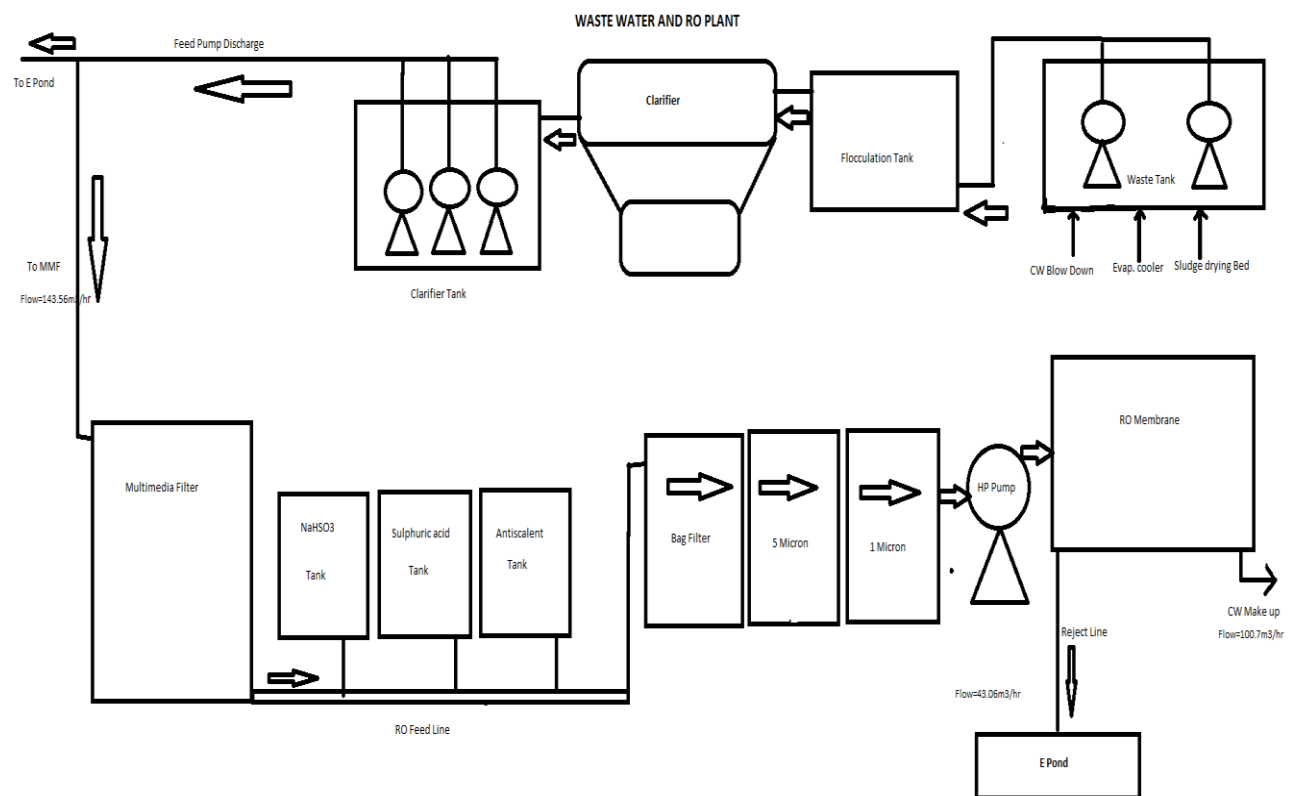 WASTE WATER AND RO PLANT
Feed Pump Discharge
To E Pond
Clarifier
Flocculation Tank
Waste Tank
CW Blow Down
Evap. cooler
Sludge drying Bed
Clarifier Tank
To MMF
Flow=143.56m3/hr
Multimedia Filter
NaHSO3
Tank
Sulphuric acid
Tank
Antiscalent
Tank
RO Feed Line
Bag Filter
5 Micron
1 Micron
HP Pump
RO Membrane
CW Make up
Flow=100.7m3/hr
Reject Line
Flow=43.06m3/hr
E Pond